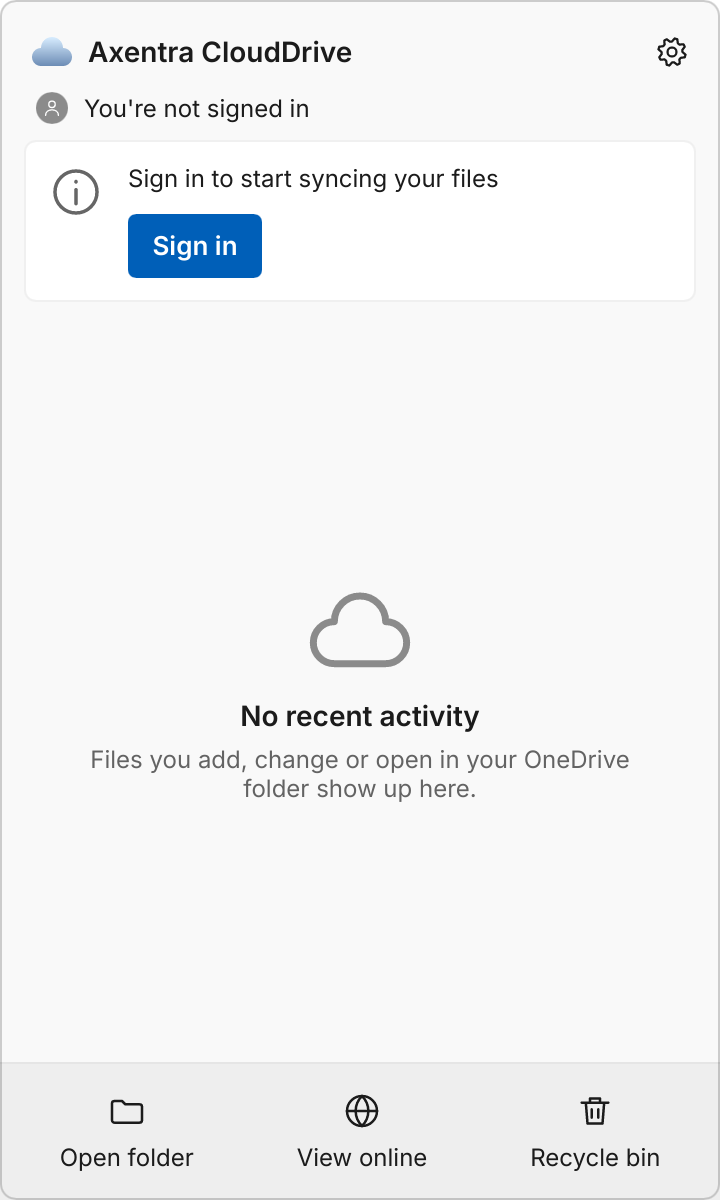 Axentra CloudDrive
You're not signed in
Sign in to start syncing your files
Sign in
No recent activity
Files you add, change or open in your OneDrive
folder show up here.
Open folder
View online
Recycle bin